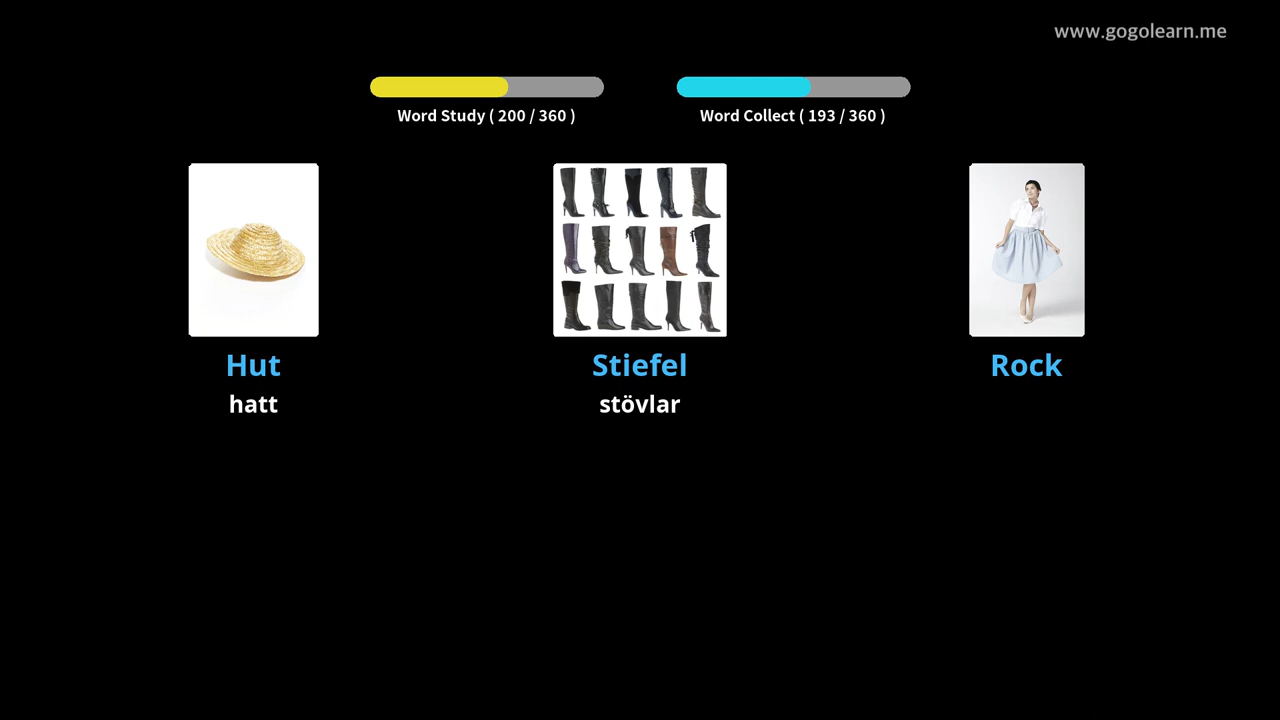 www.gogolearn.me
Word Study ( 200 / 360 )
Word Collect ( 193 / 360 )
Hut
hatt
Stiefel
stövlar
Rock